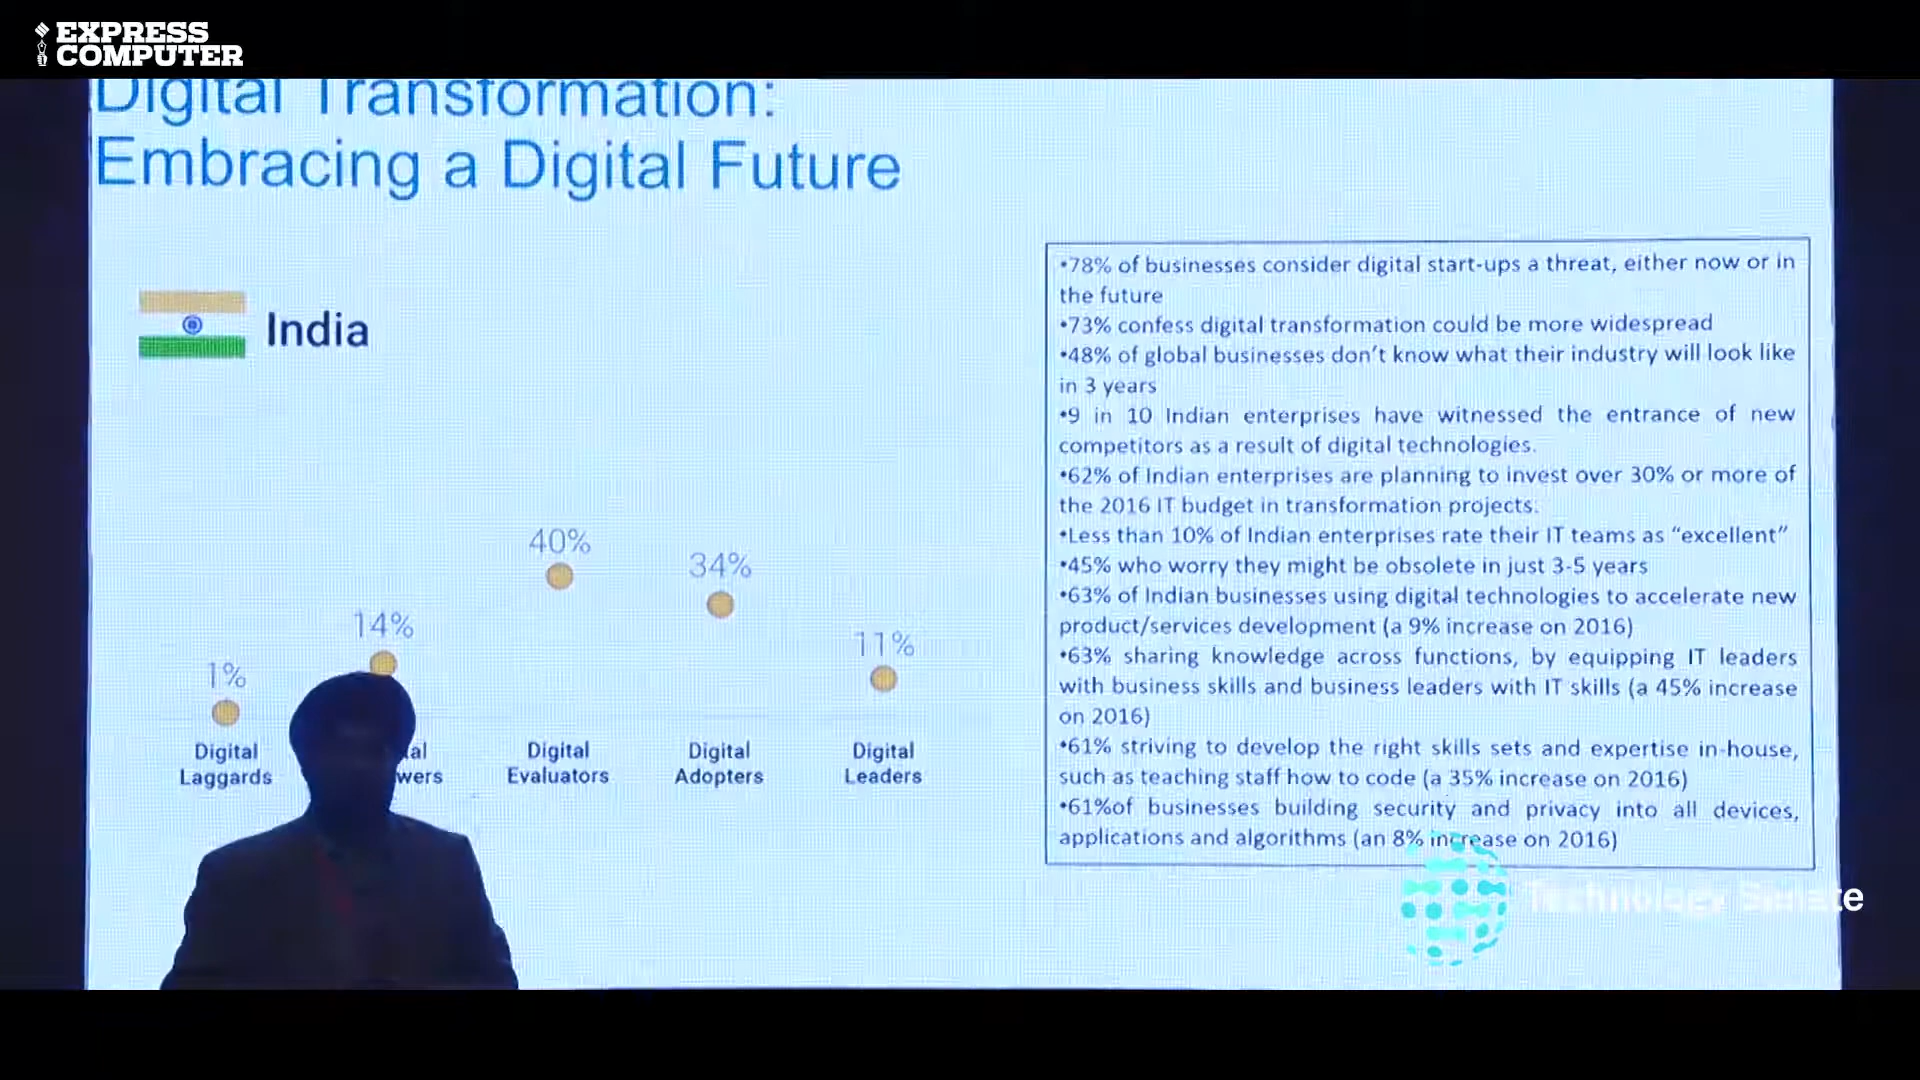 EXPRESS
COMPUTER
Digital Transformation:
Embracing a Digital Future
India
1%
14%
40%
34%
11%
Digital
Laggards
Digital
Evaluators
Digital
Adopters
Digital
Leaders
•78% of businesses consider digital start-ups a threat, either now or in
the future
•73% confess digital transformation could be more widespread
•48% of global businesses don’t know what their industry will look like
in 3 years
•9 in 10 Indian enterprises have witnessed the entrance of new
competitors as a result of digital technologies.
•62% of Indian enterprises are planning to invest over 30% or more of
the 2016 IT budget in transformation projects.
•Less than 10% of Indian enterprises rate their IT teams as “excellent”
•45% who worry they might be obsolete in just 3-5 years
•63% of Indian businesses using digital technologies to accelerate new
product/services development (a 9% increase on 2016)
•63% sharing knowledge across functions, by equipping IT leaders
with business skills and business leaders with IT skills (a 45% increase
on 2016)
•61% striving to develop the right skills sets and expertise in-house,
such as teaching staff how to code (a 35% increase on 2016)
•61%of businesses building security and privacy into all devices,
applications and algorithms (an 8% increase on 2016)
Technology Senate